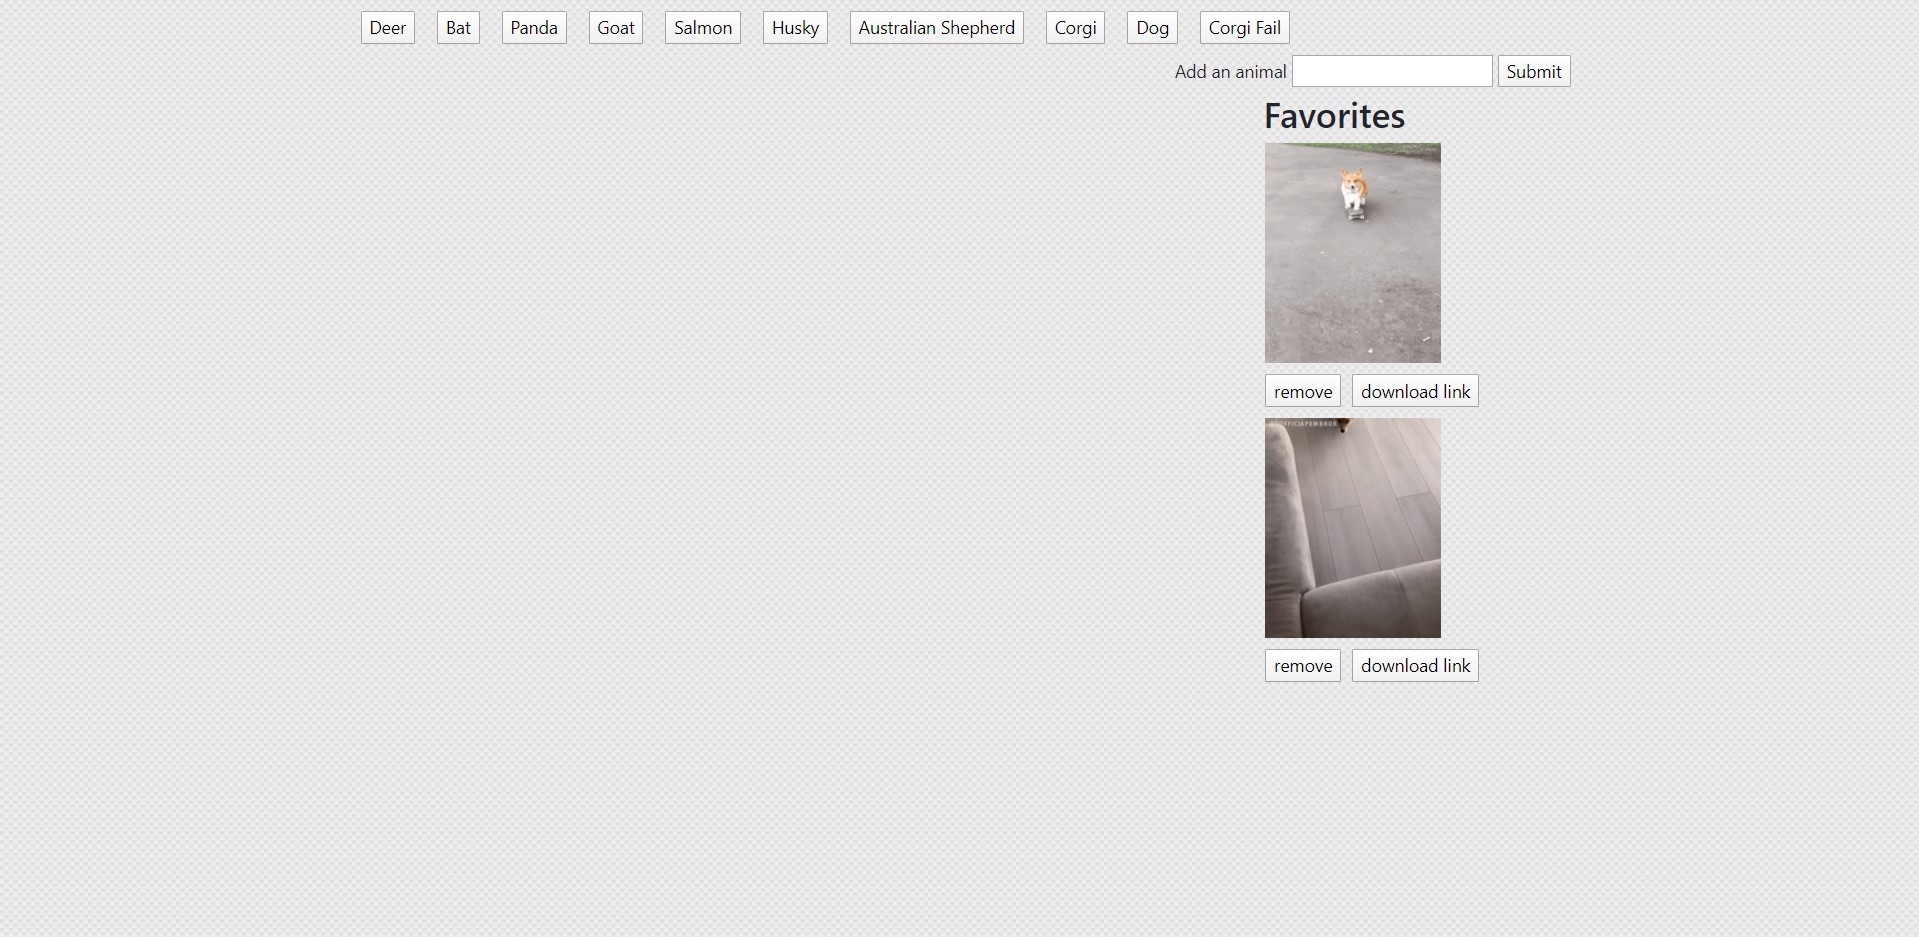 Deer Bat Panda Goat Salmon Husky Australian Shepherd Corgi Dog Corgi Fail
Add an animal Submit
Favorites
remove download link
remove download link